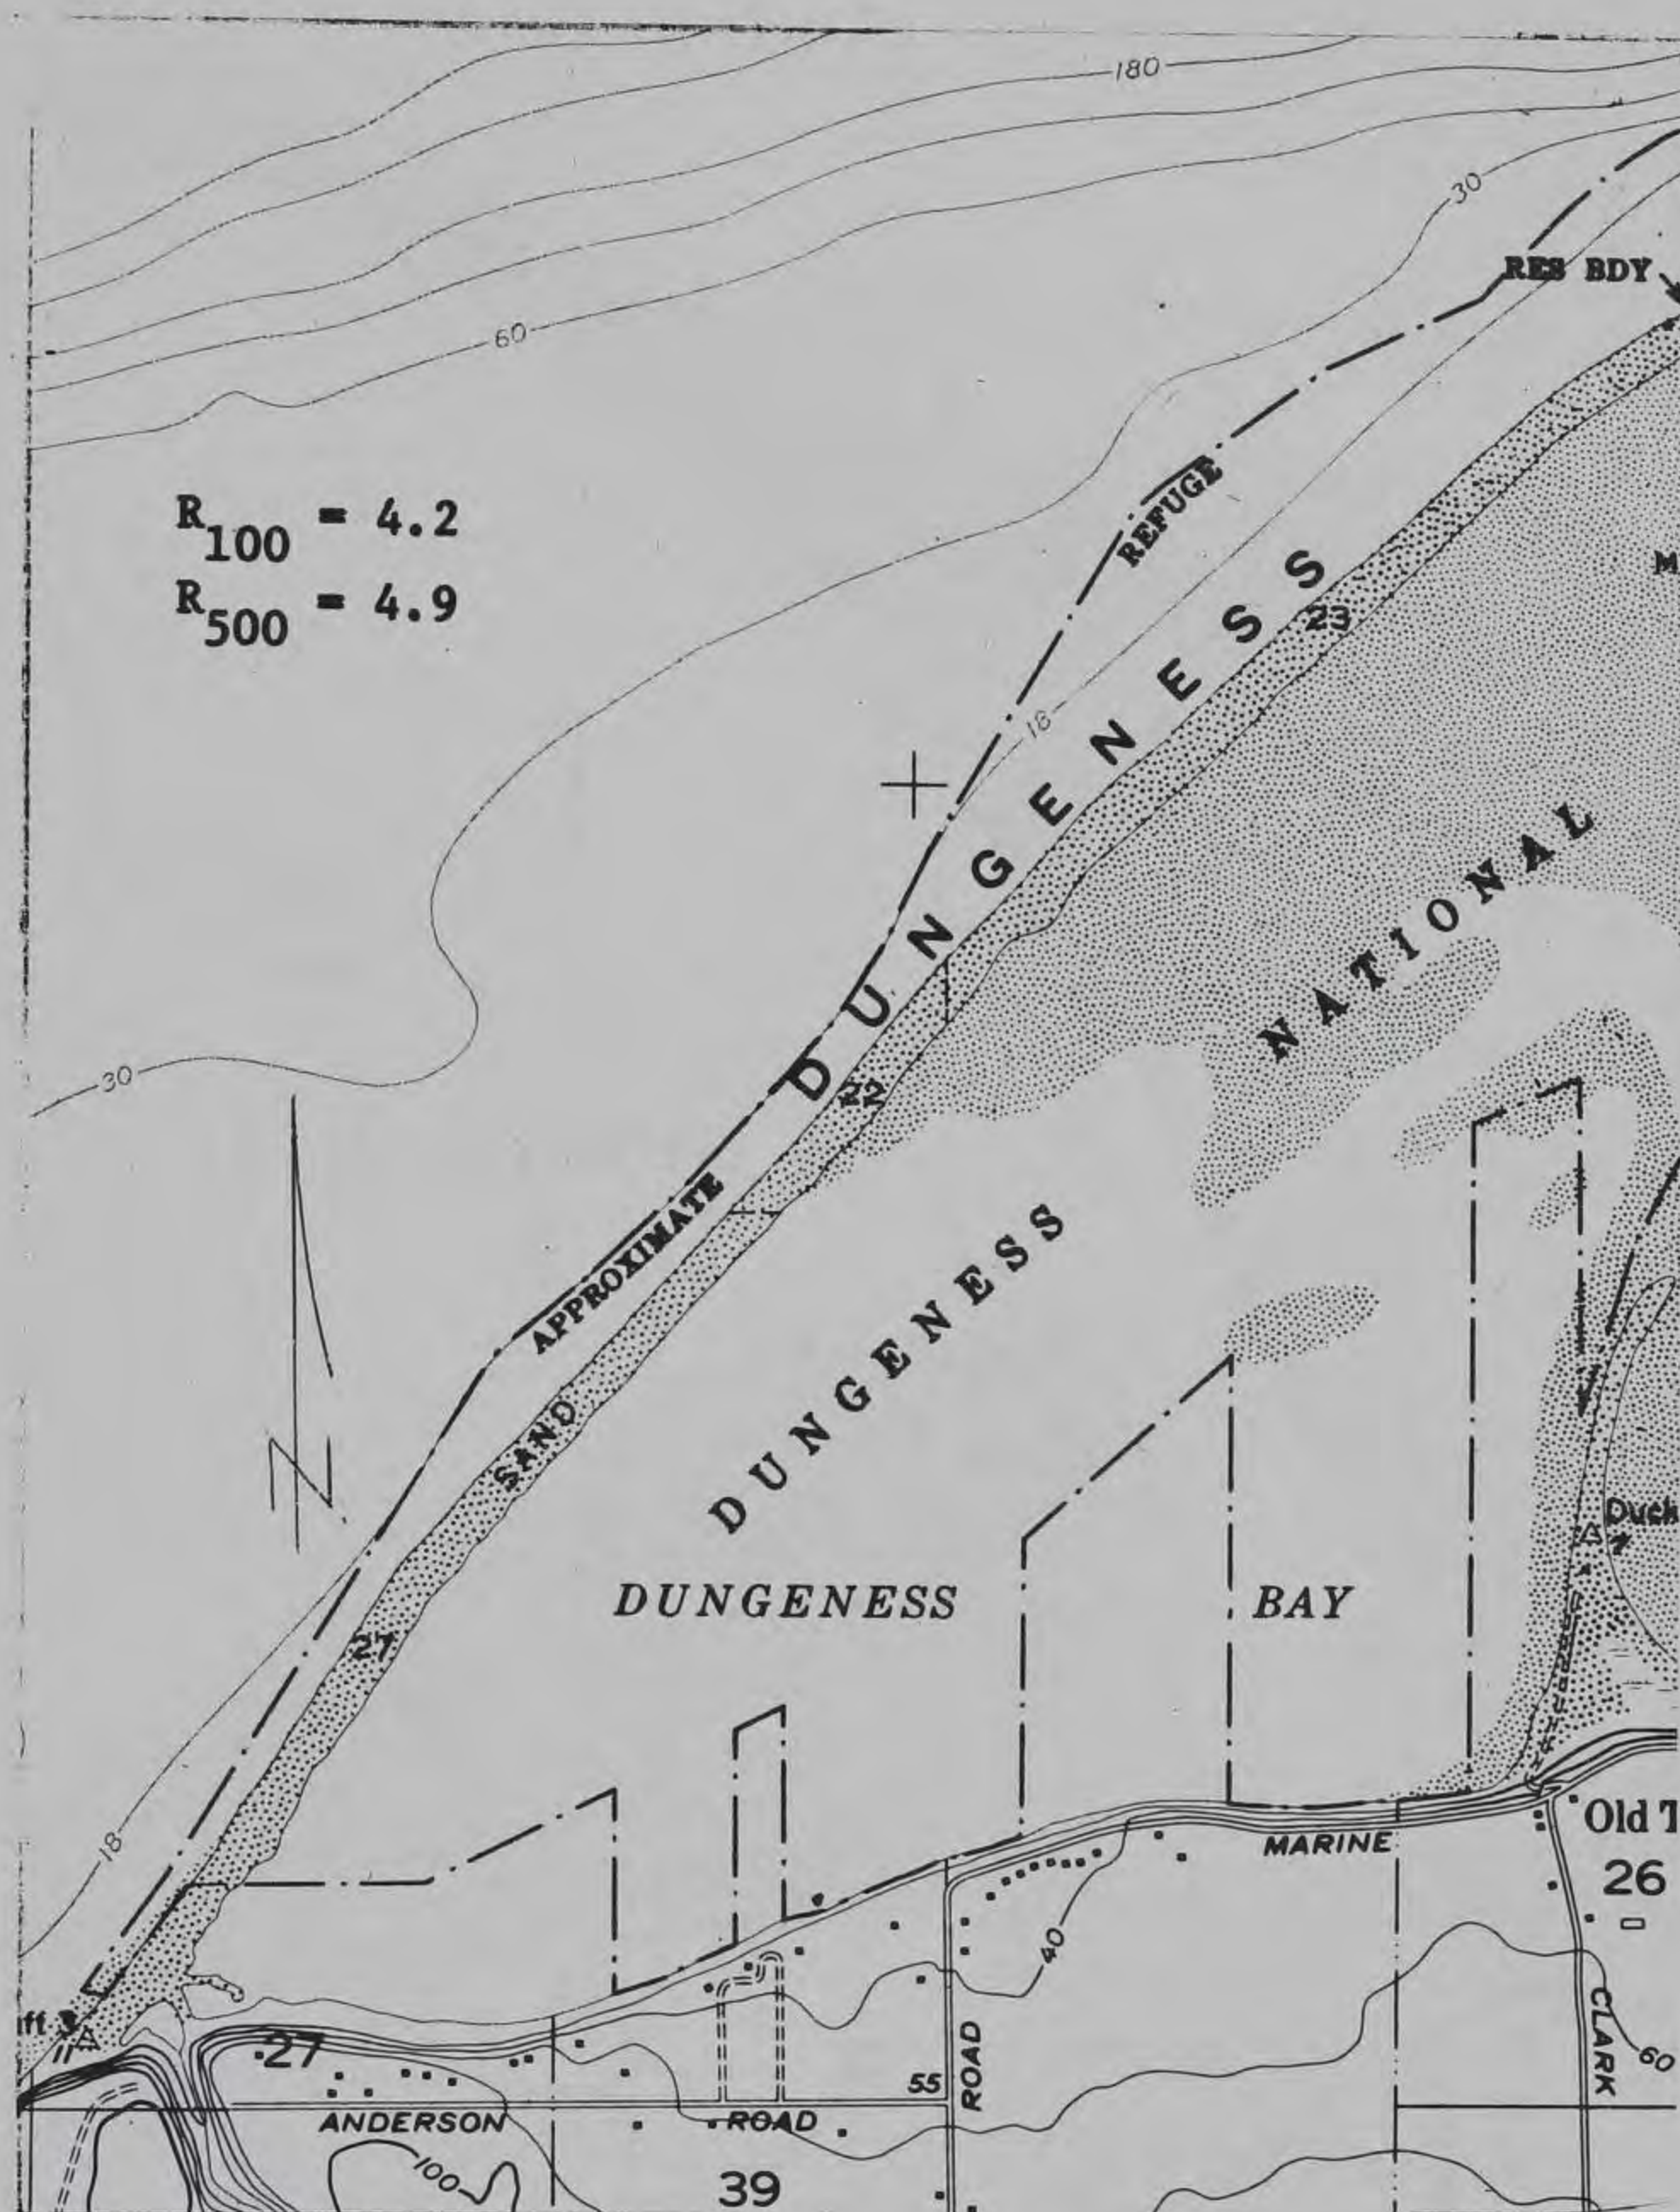 180
30
RES BDY
60
R100 = 4.2
R500 = 4.9
REFUGE
DUNGENESS
23
18
NATIONAL
30
22
APPROXIMATE
DUNGENESS
SAND
Duck
DUNGENESS BAY
27
18
MARINE
Old T
26
40
CLARK
27
ROAD
55
60
ANDERSON ROAD
100
39
N
M